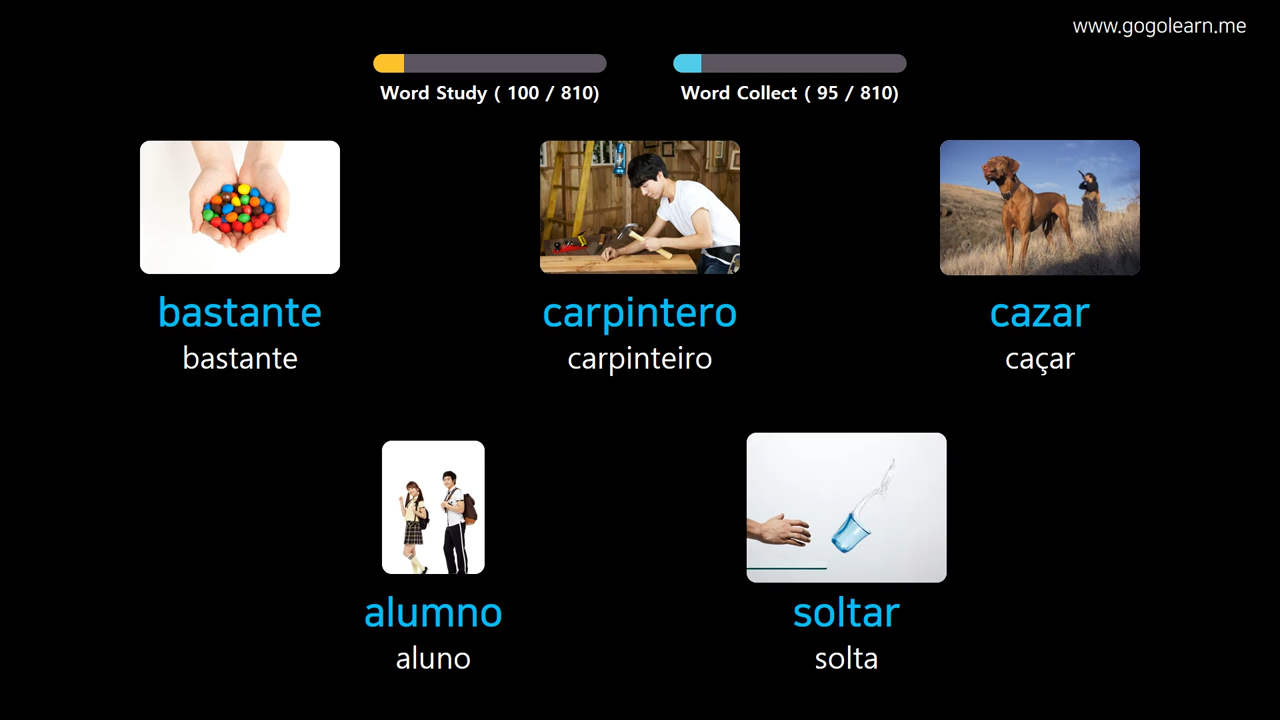 www.gogolearn.me
Word Study ( 100 / 810)
Word Collect ( 95 / 810)
bastante
bastante
carpintero
carpinteiro
cazar
caçar
alumno
aluno
soltar
solta